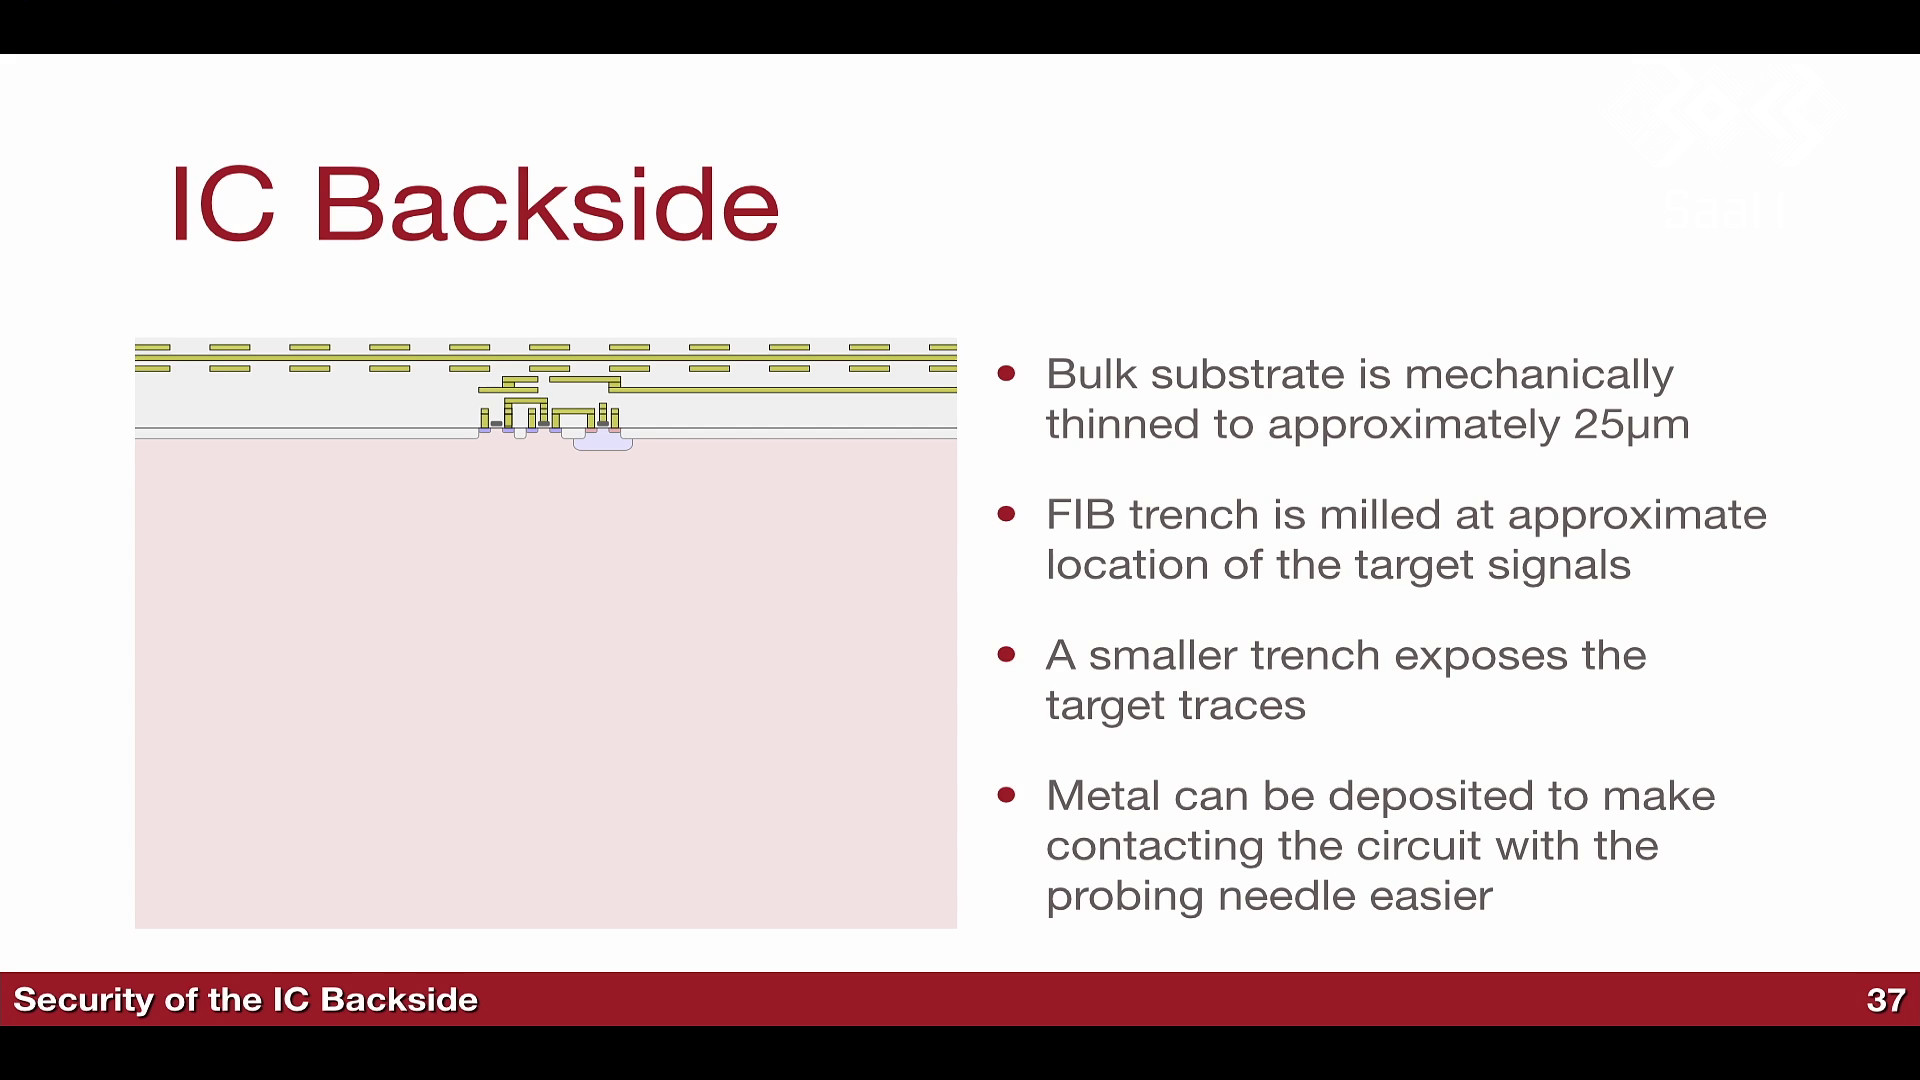 IC Backside
• Bulk substrate is mechanically
thinned to approximately 25µm
• FIB trench is milled at approximate
location of the target signals
• A smaller trench exposes the
target traces
• Metal can be deposited to make
contacting the circuit with the
probing needle easier
Security of the IC Backside
37